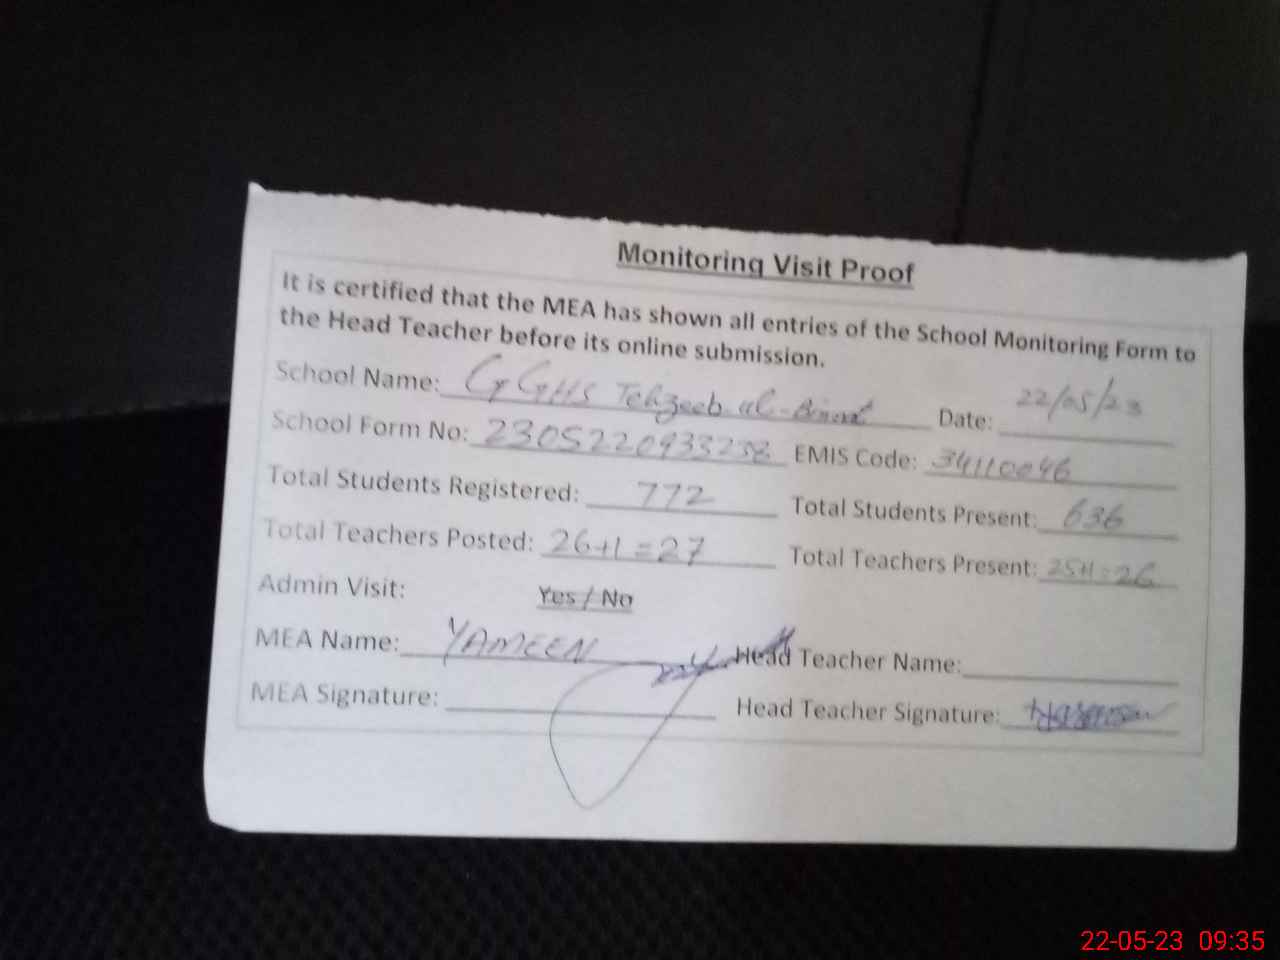 Monitoring Visit Proof
It is certified that the MEA has shown all entries of the School Monitoring Form to
the Head Teacher before its online submission.
School Name: GGHS Tehzeeb ul-Binat Date: 22/05/23
School Form No: 2305220933238 EMIS Code: 34110046
Total Students Registered: 772 Total Students Present: 636
Total Teachers Posted: 26+1=27 Total Teachers Present: 25+1=26
Admin Visit: Yes / No
MEA Name: YAMEEN Head Teacher Name:
MEA Signature: Head Teacher Signature:
22-05-23 09:35